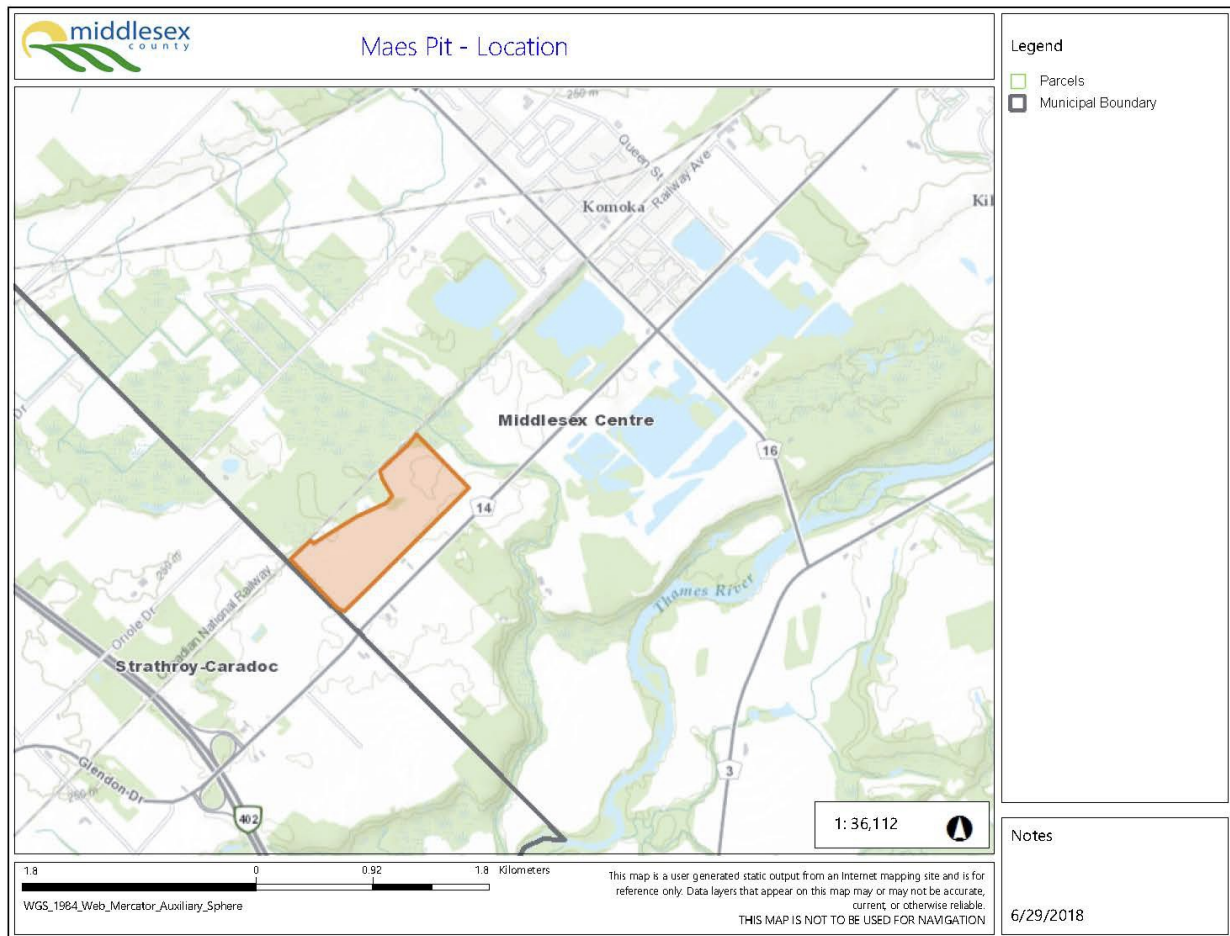 middlesex
county
Maes Pit - Location
Legend
Parcels
Municipal Boundary
250 m
Queen St
Railway Ave
Komoka
Kil
Dr
Middlesex Centre
16
14
250 m
Oriole Dr
Canadian National Railway
Thames River
Strathroy-Caradoc
Glendon Dr
250 m
402
3
1: 36,112
Notes
6/29/2018
1.8 0 0.92 1.8 Kilometers
WGS_1984_Web_Mercator_Auxiliary_Sphere
This map is a user generated static output from an Internet mapping site and is for
reference only. Data layers that appear on this map may or may not be accurate,
current, or otherwise reliable.
THIS MAP IS NOT TO BE USED FOR NAVIGATION